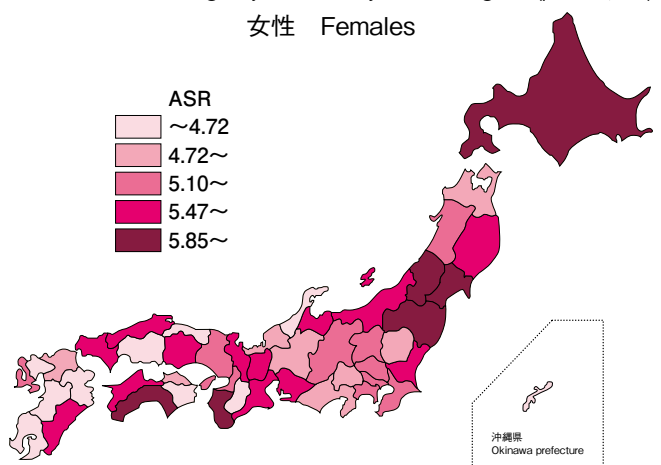 女性 Females
ASR
～4.72
4.72～
5.10～
5.47～
5.85～
沖縄県
Okinawa prefecture